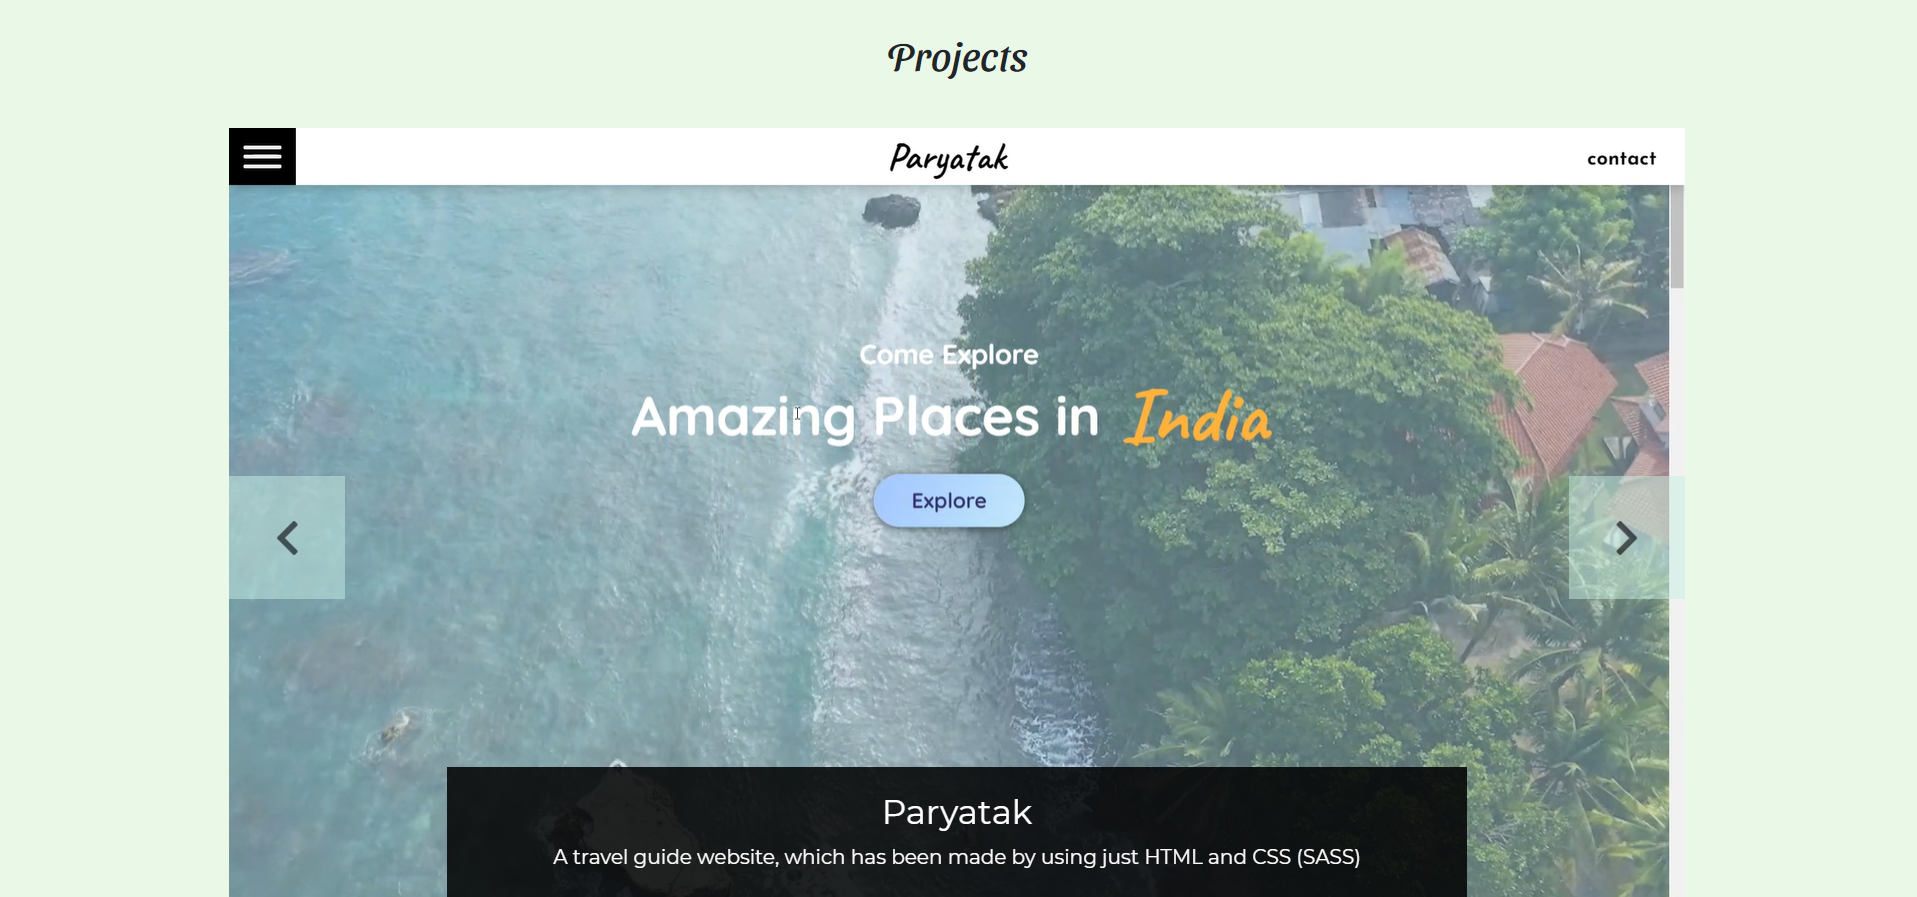 Projects
Paryatak
contact
Come Explore
Amazing Places in India
Explore
Paryatak
A travel guide website, which has been made by using just HTML and CSS (SASS)